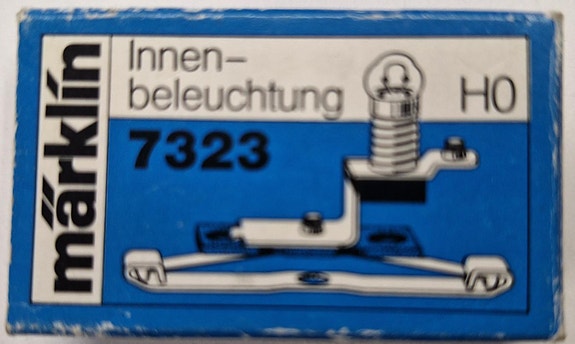 märklin
Innen-
beleuchtung
H0
7323